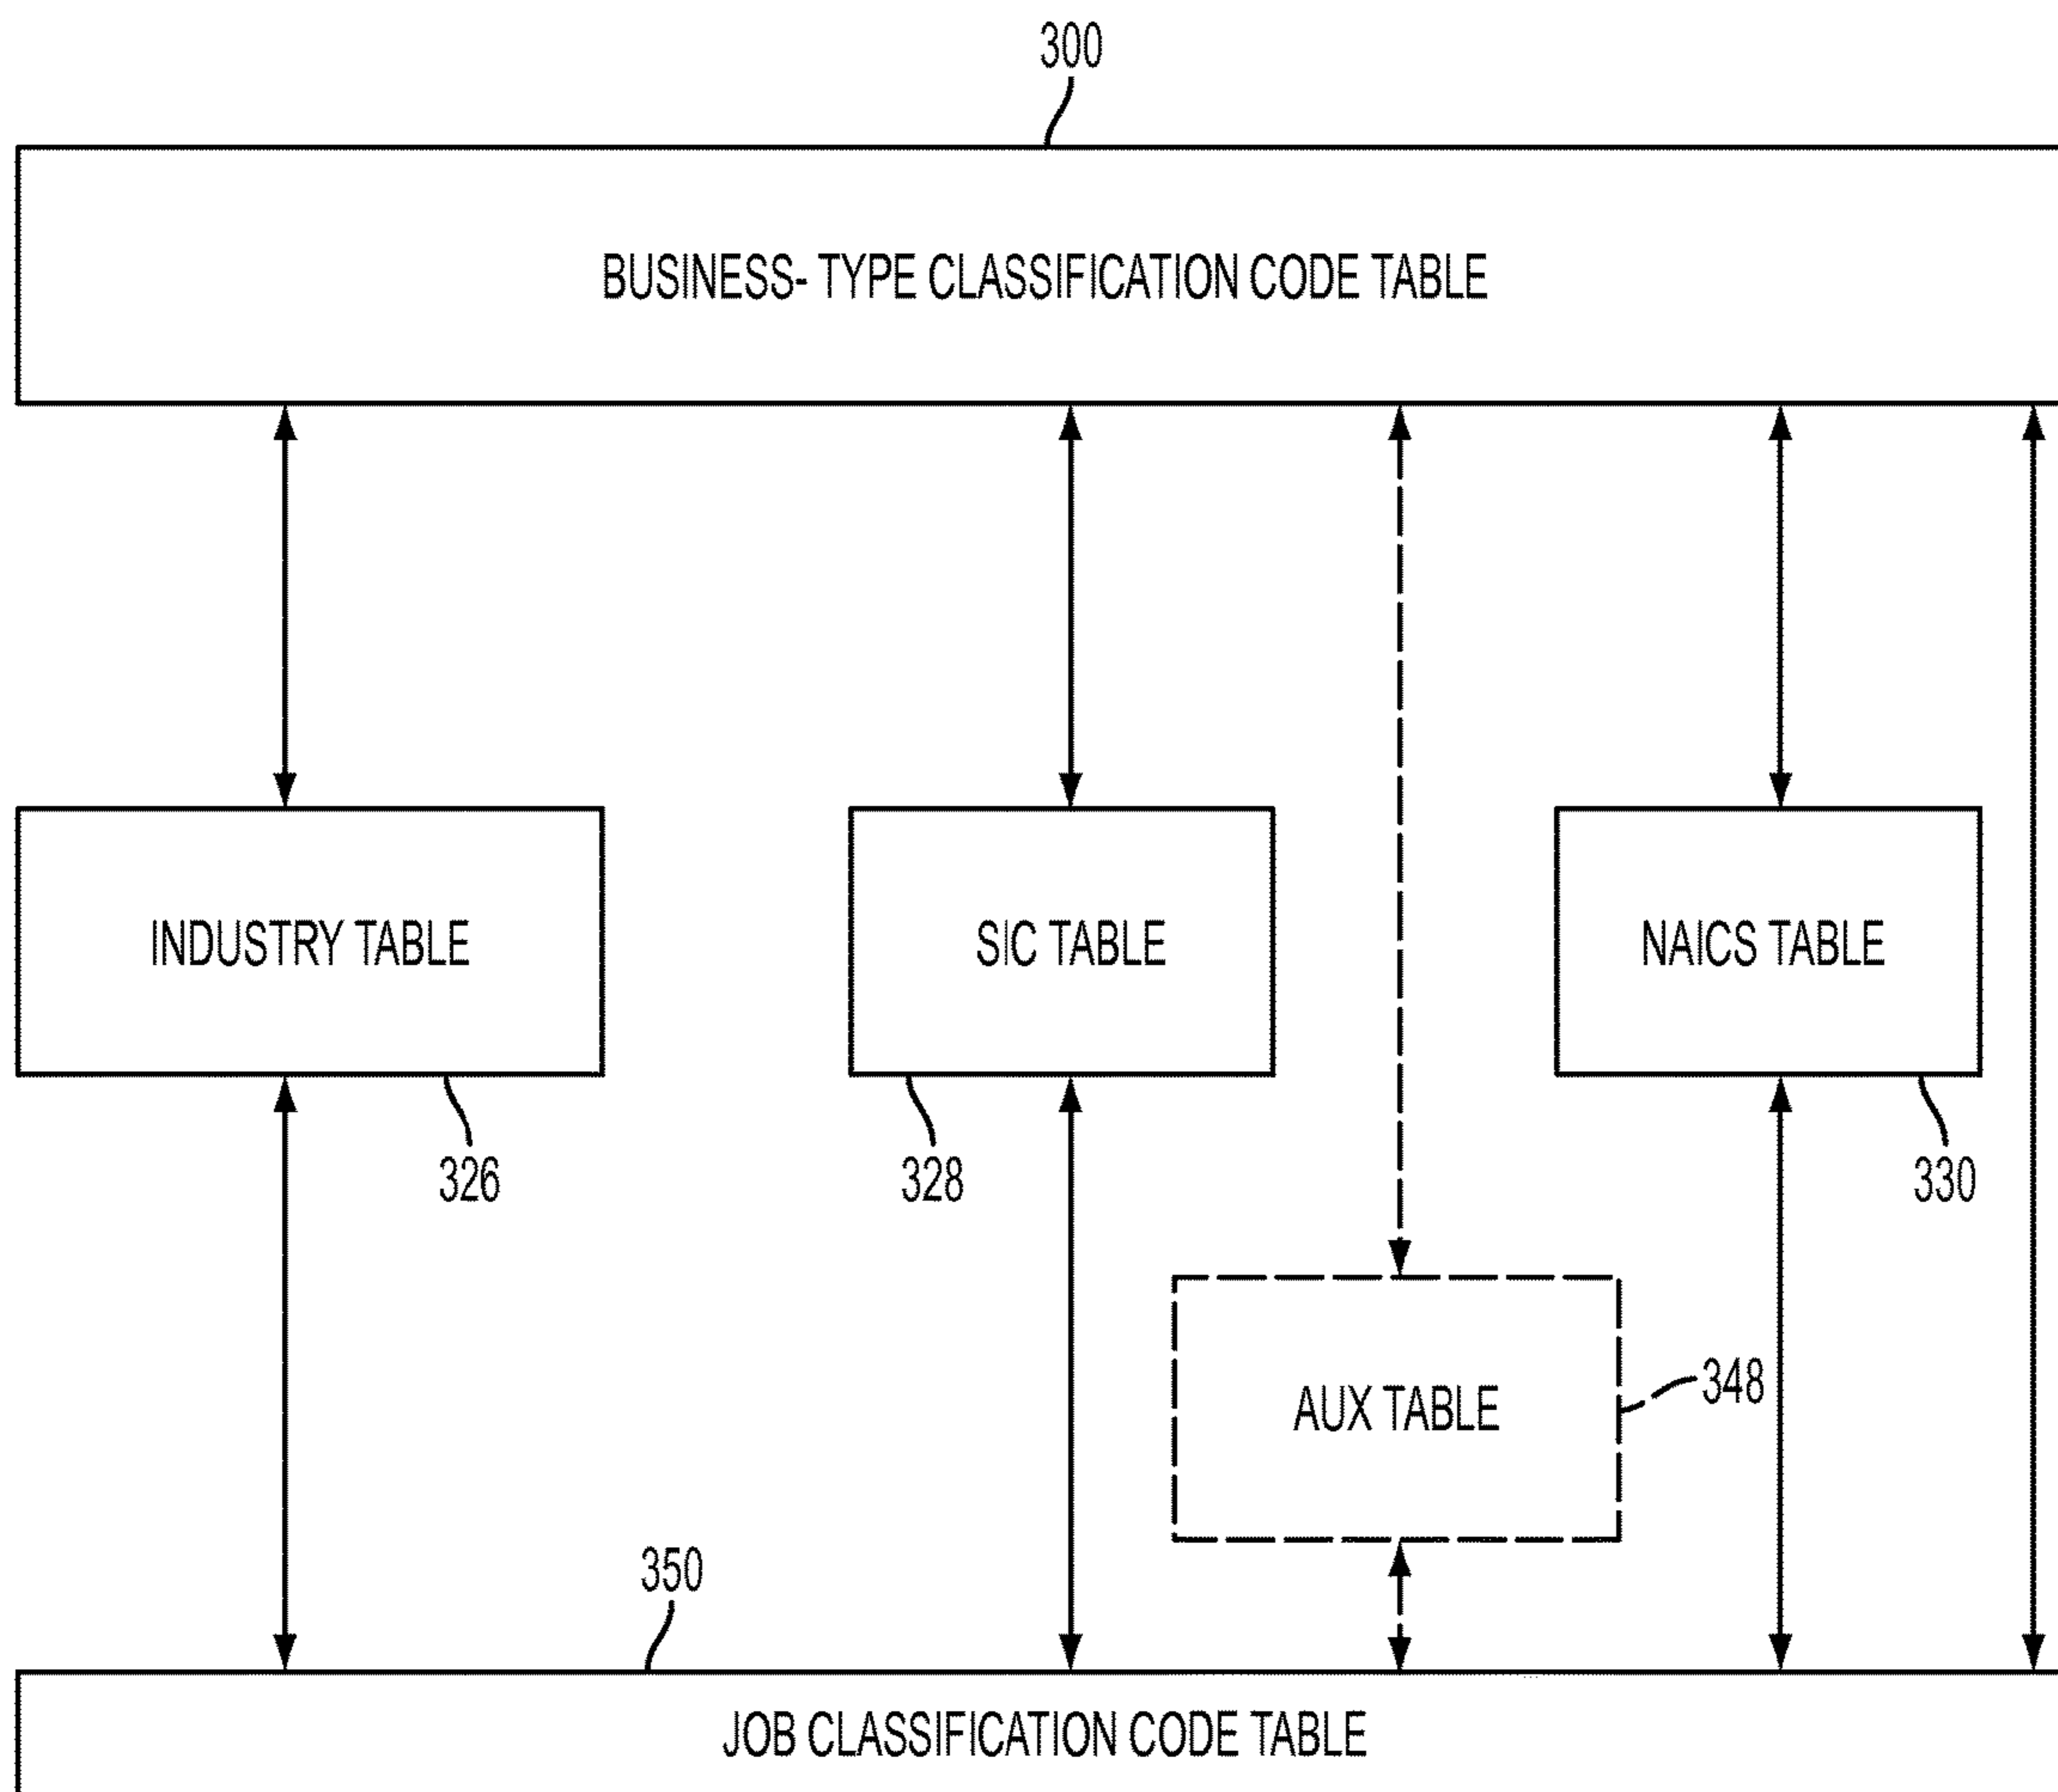 300
BUSINESS- TYPE CLASSIFICATION CODE TABLE
INDUSTRY TABLE
SIC TABLE
NAICS TABLE
326
328
330
AUX TABLE
348
350
JOB CLASSIFICATION CODE TABLE